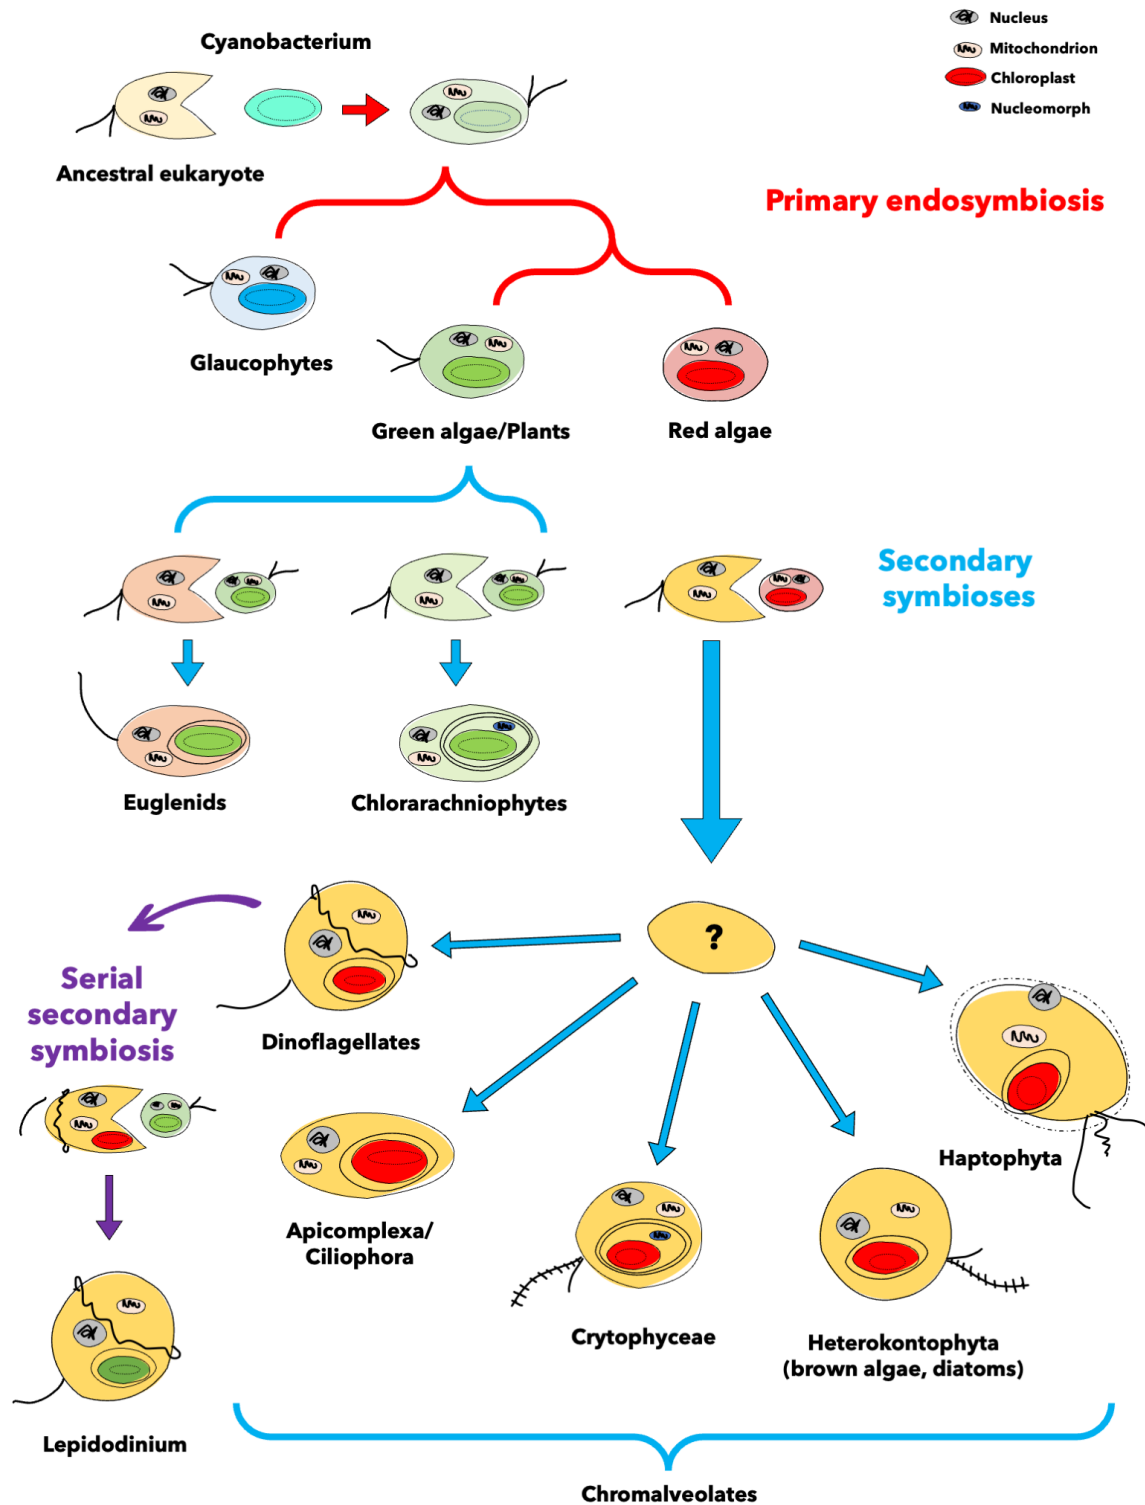 Nucleus
Mitochondrion
Chloroplast
Nucleomorph
Cyanobacterium
Ancestral eukaryote
Primary endosymbiosis
Glaucophytes
Green algae/Plants
Red algae
Secondary
symbioses
Euglenids
Chlorarachniophytes
?
Serial
secondary
symbiosis
Dinoflagellates
Haptophyta
Apicomplexa/
Ciliophora
Crytophyceae
Heterokontophyta
(brown algae, diatoms)
Lepidodinium
Chromalveolates